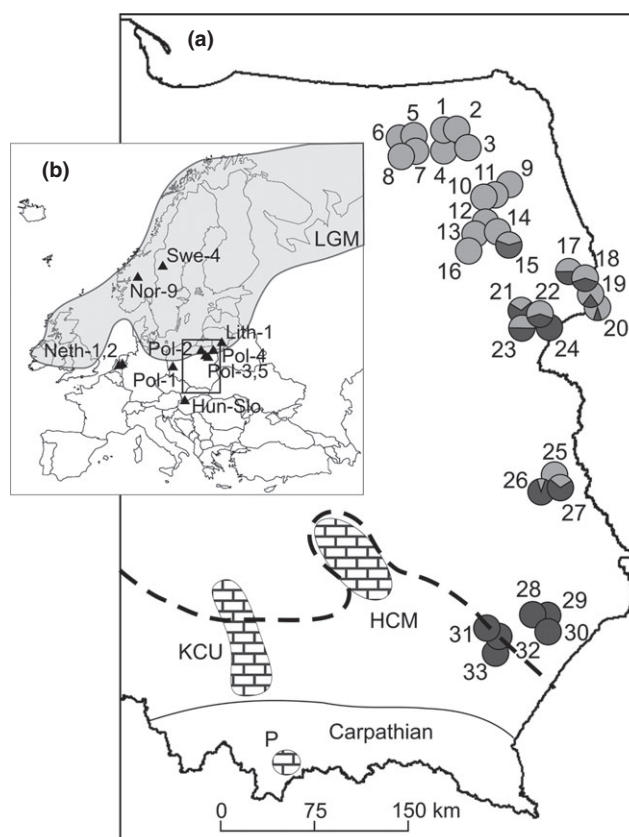 (a)
1 2
5
6
3
8 7 4
11 9
10
12 14
13
16 15
17 18
19
21 22
20
23 24
(b)
LGM
Swe-4
Nor-9
Lith-1
Neth-1,2 Pol-2
Pol-4
Pol-1 Pol-3,5
Hun-Slo
25
26
27
28 29
HCM
31 30
KCU 32
33
Carpathian
P
0 75 150 km